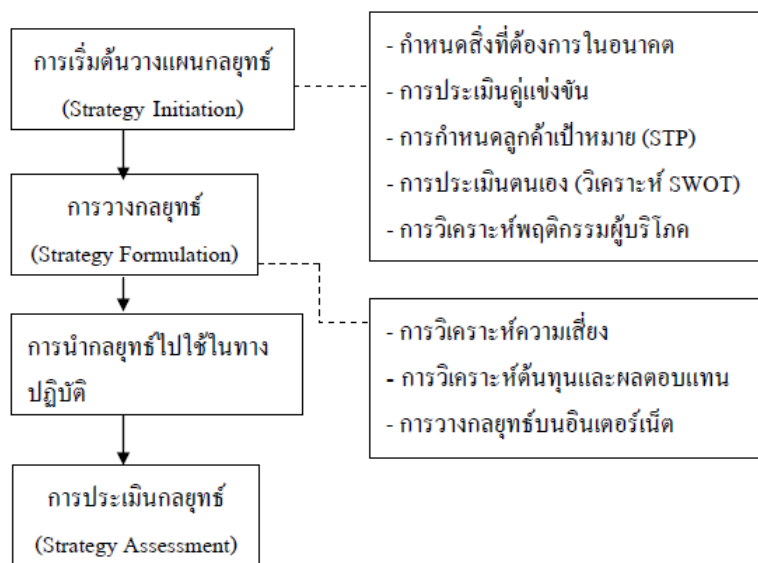 การเริ่มต้นวางแผนกลยุทธ์
(Strategy Initiation)
- กำหนดสิ่งที่ต้องการในอนาคต
- การประเมินคู่แข่งขัน
- การกำหนดลูกค้าเป้าหมาย (STP)
- การประเมินตนเอง (วิเคราะห์ SWOT)
- การวิเคราะห์พฤติกรรมผู้บริโภค
การวางกลยุทธ์
(Strategy Formulation)
- การวิเคราะห์ความเสี่ยง
- การวิเคราะห์ต้นทุนและผลตอบแทน
- การวางกลยุทธ์บนอินเตอร์เน็ต
การนำกลยุทธ์ไปใช้ในทาง
ปฏิบัติ
การประเมินกลยุทธ์
(Strategy Assessment)